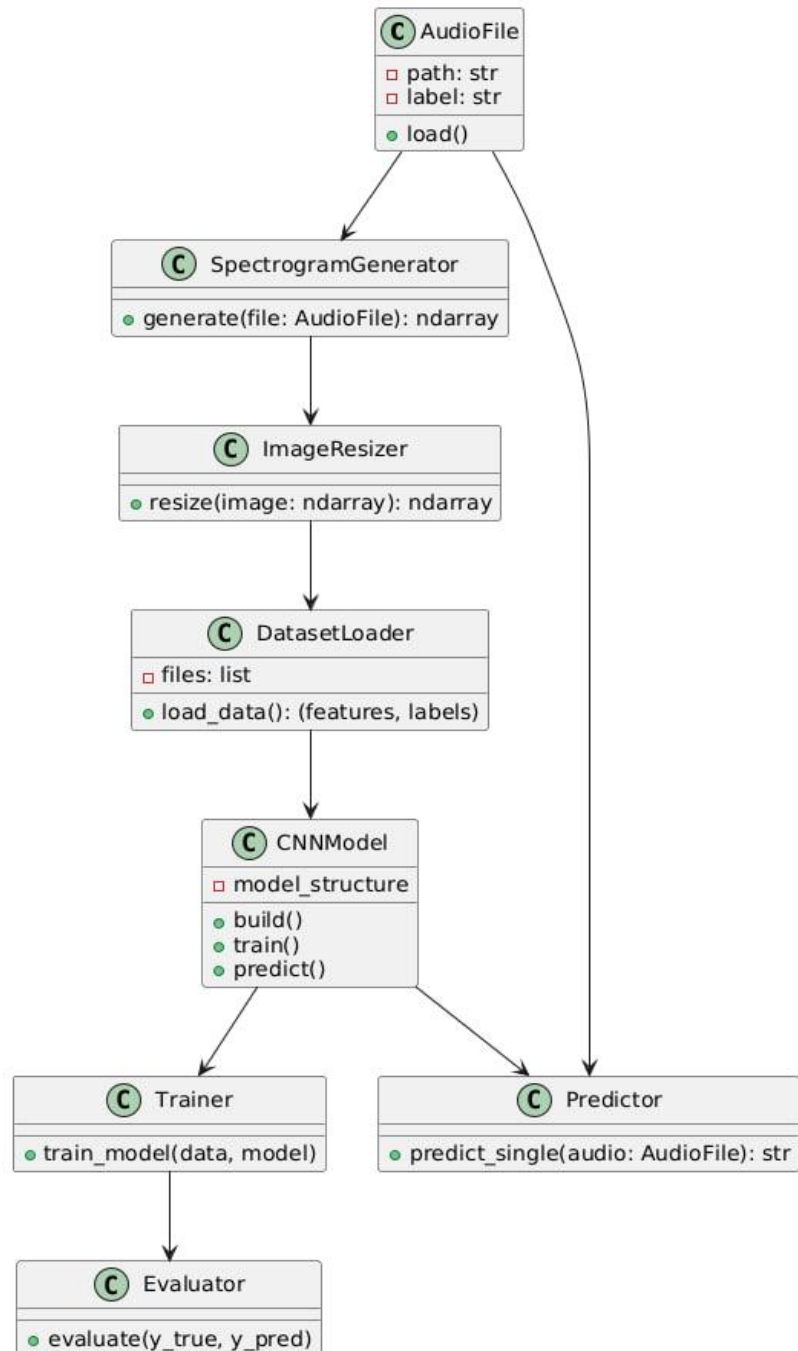 C AudioFile
path: str
label: str
load()
C SpectrogramGenerator
generate(file: AudioFile): ndarray
C ImageResizer
resize(image: ndarray): ndarray
C DatasetLoader
files: list
load_data(): (features, labels)
C CNNModel
model_structure
build()
train()
predict()
C Trainer
train_model(data, model)
C Predictor
predict_single(audio: AudioFile): str
C Evaluator
evaluate(y_true, y_pred)